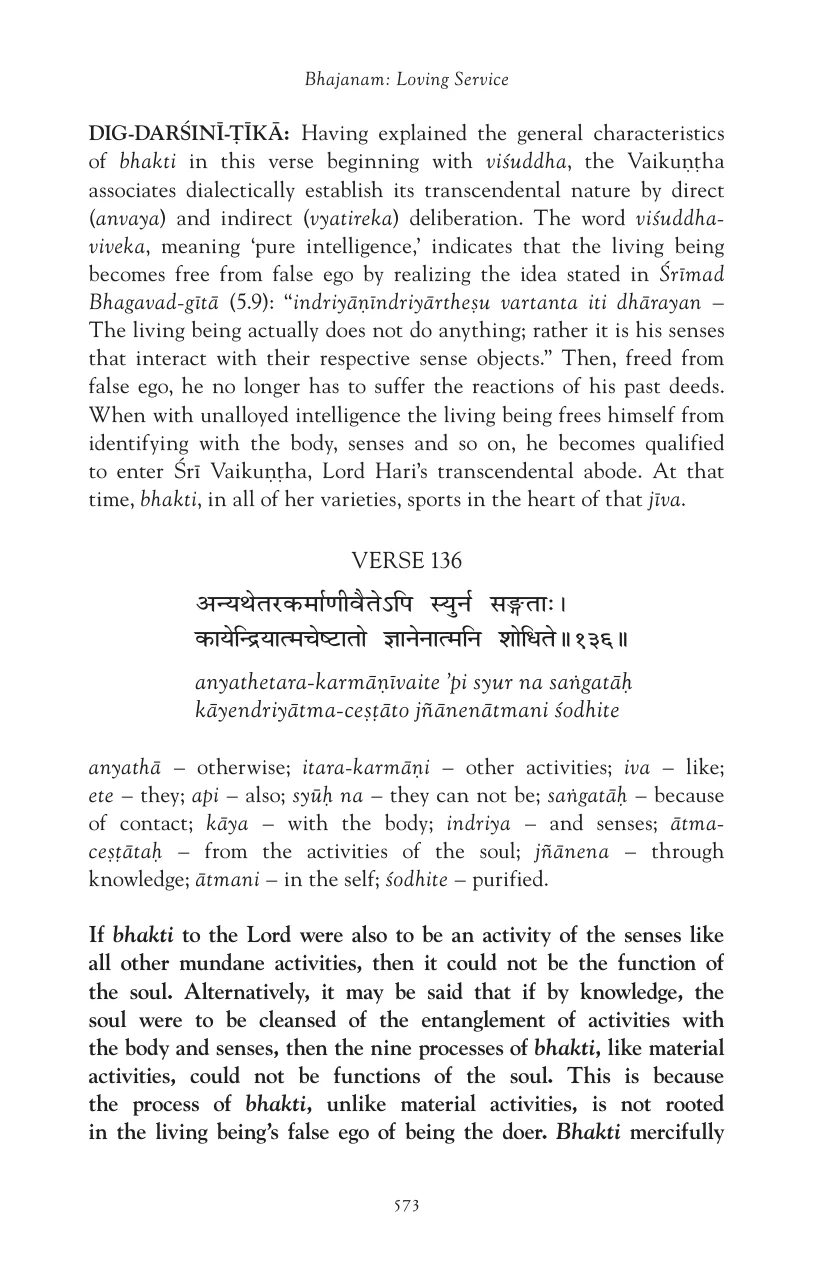 Bhajanam: Loving Service
DIG-DARŚINĪ-ṬĪKĀ: Having explained the general characteristics
of bhakti in this verse beginning with viśuddha, the Vaikuṇṭha
associates dialectically establish its transcendental nature by direct
(anvaya) and indirect (vyatireka) deliberation. The word viśuddha-
viveka, meaning ‘pure intelligence,’ indicates that the living being
becomes free from false ego by realizing the idea stated in Śrīmad
Bhagavad-gītā (5.9): “indriyāṇīndriyārtheṣu vartanta iti dhārayan –
The living being actually does not do anything; rather it is his senses
that interact with their respective sense objects.” Then, freed from
false ego, he no longer has to suffer the reactions of his past deeds.
When with unalloyed intelligence the living being frees himself from
identifying with the body, senses and so on, he becomes qualified
to enter Śrī Vaikuṇṭha, Lord Hari’s transcendental abode. At that
time, bhakti, in all of her varieties, sports in the heart of that jīva.
VERSE 136
अन्यथेतरकर्माणीवैतेऽपि स्युर्न सङ्गताः।
कायेन्द्रियात्मचेष्टातो ज्ञानेनात्मनि शोधिते॥१३६॥
anyathetara-karmāṇīvaite ’pi syur na saṅgatāḥ
kāyendriyātma-ceṣṭāto jñānenātmani śodhite
anyathā – otherwise; itara-karmāṇi – other activities; iva – like;
ete – they; api – also; syūḥ na – they can not be; saṅgatāḥ – because
of contact; kāya – with the body; indriya – and senses; ātma-
ceṣṭātaḥ – from the activities of the soul; jñānena – through
knowledge; ātmani – in the self; śodhite – purified.
If bhakti to the Lord were also to be an activity of the senses like
all other mundane activities, then it could not be the function of
the soul. Alternatively, it may be said that if by knowledge, the
soul were to be cleansed of the entanglement of activities with
the body and senses, then the nine processes of bhakti, like material
activities, could not be functions of the soul. This is because
the process of bhakti, unlike material activities, is not rooted
in the living being’s false ego of being the doer. Bhakti mercifully
573